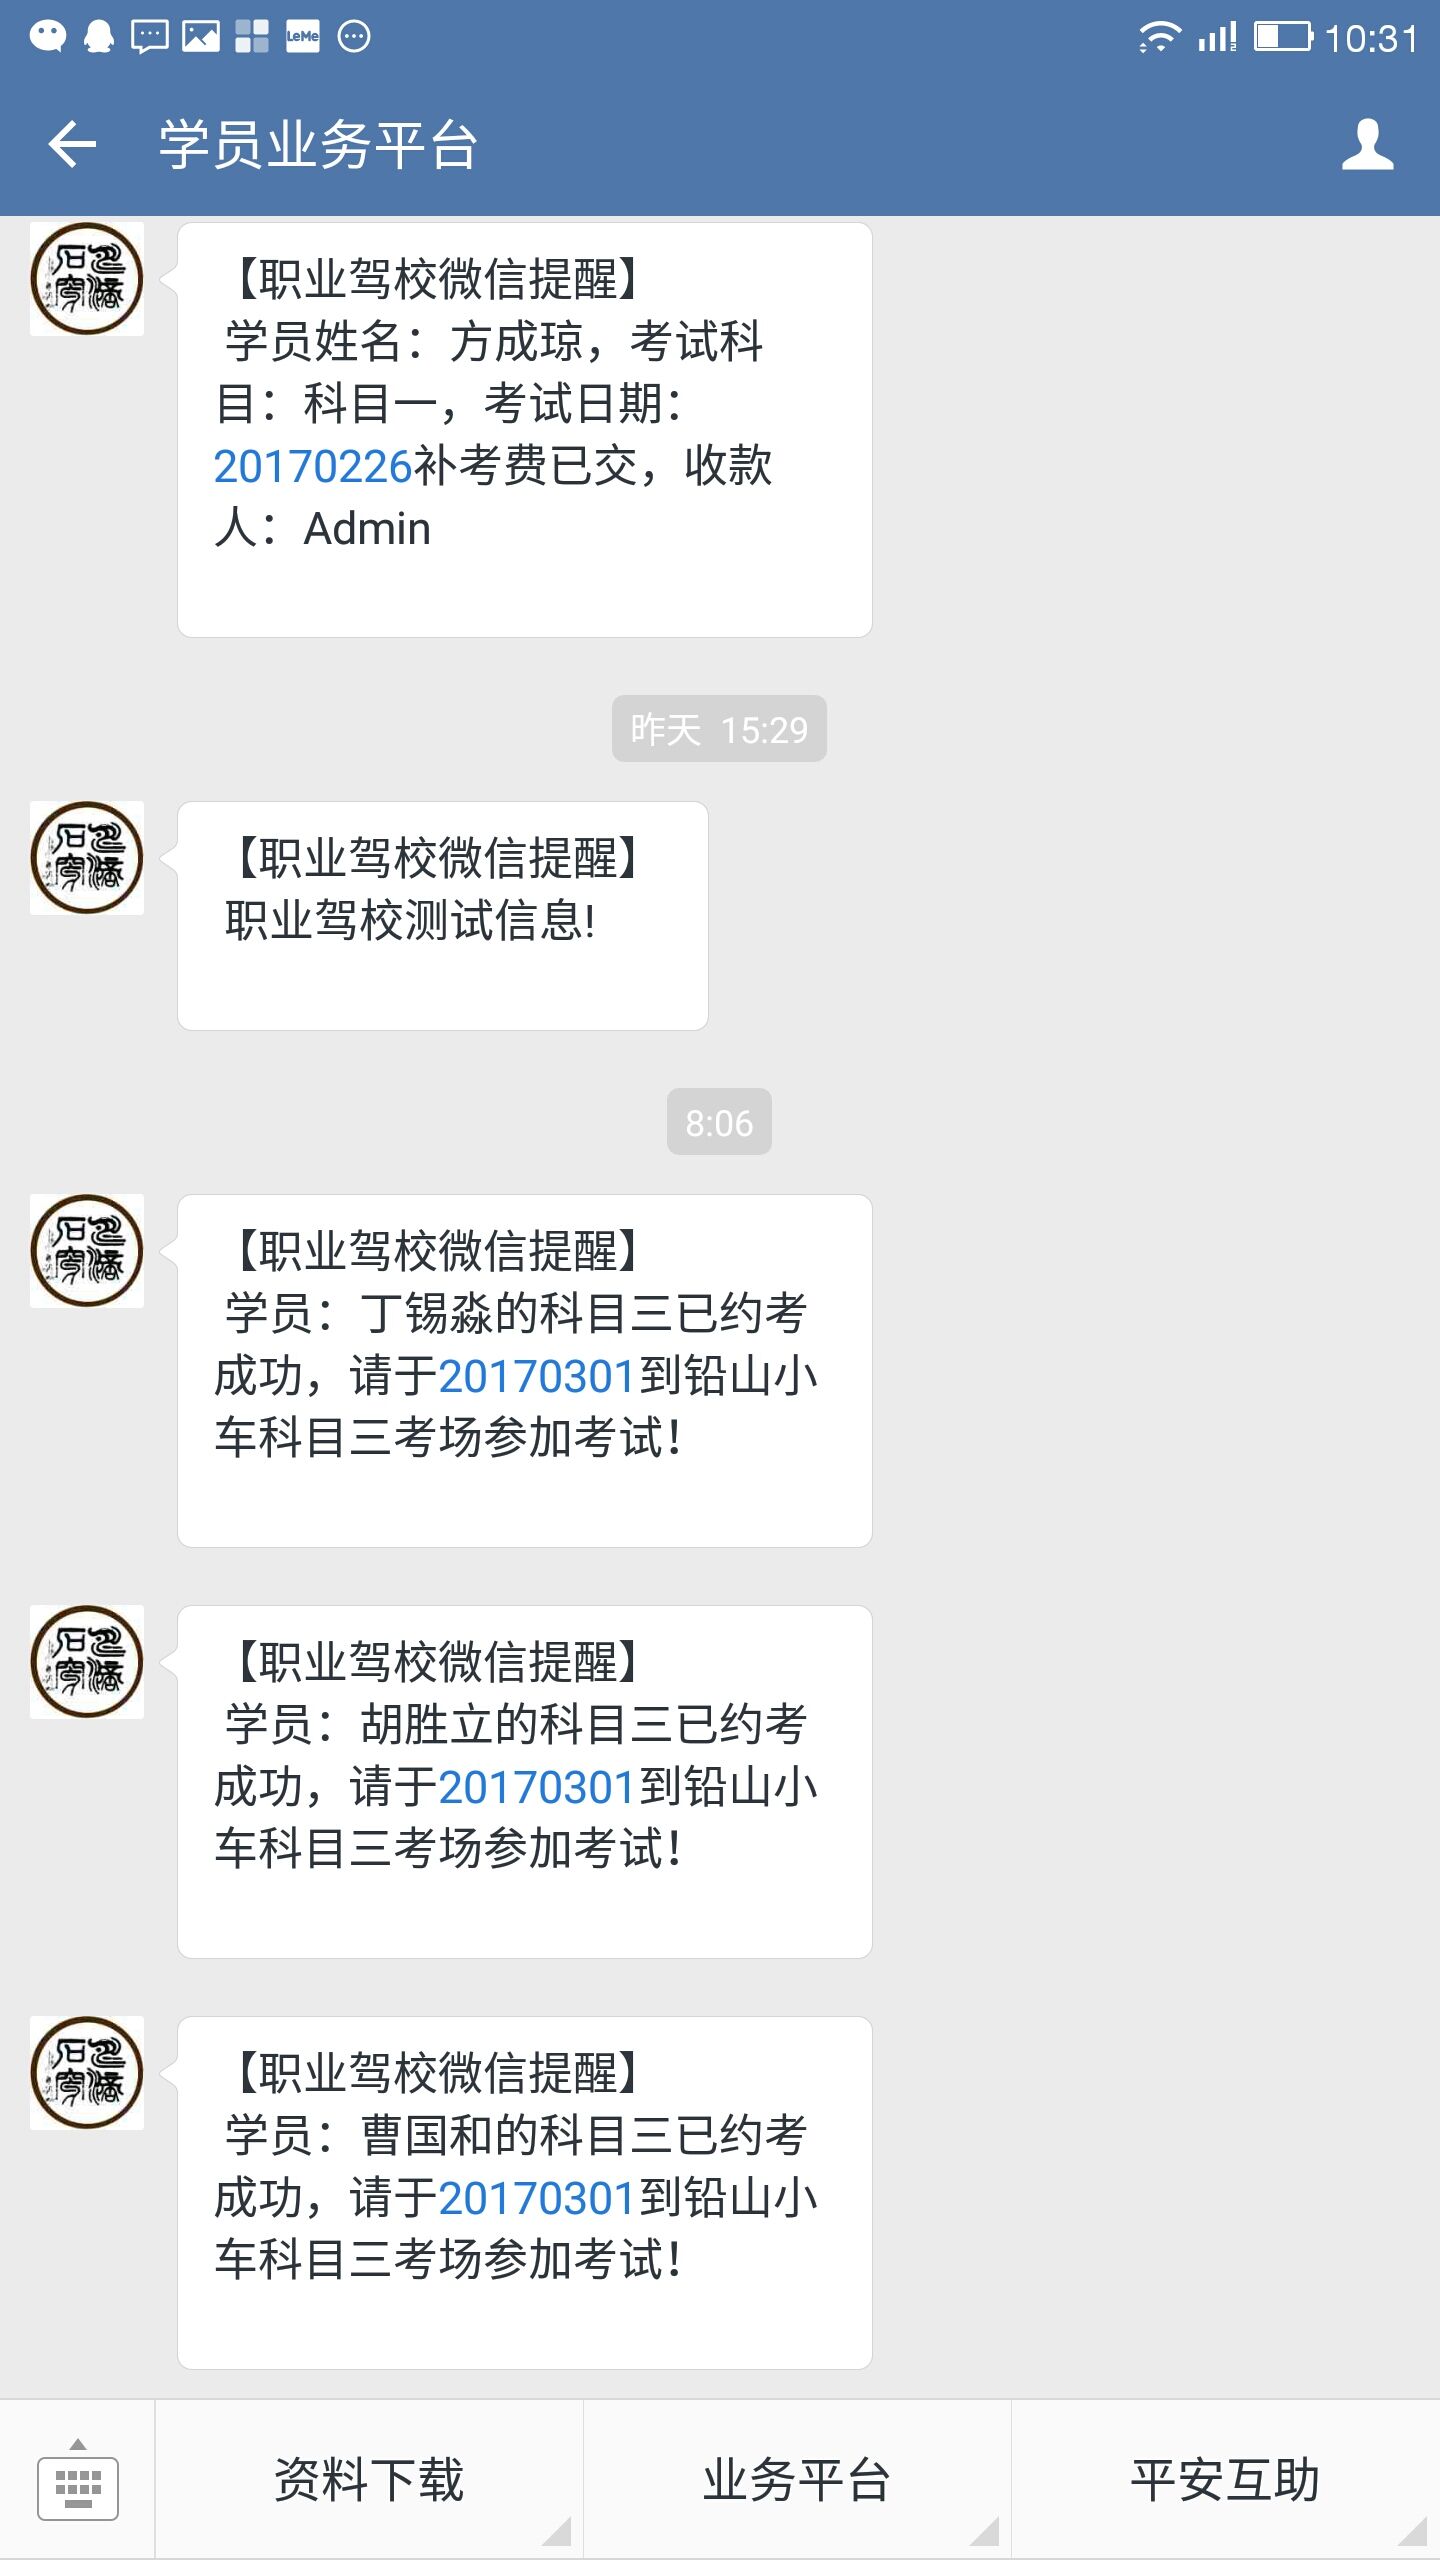 LeMe
10:31
学员业务平台
【职业驾校微信提醒】
学员姓名：方成琼，考试科
目：科目一，考试日期：
20170226补考费已交，收款
人：Admin
昨天 15:29
【职业驾校微信提醒】
职业驾校测试信息!
8:06
【职业驾校微信提醒】
学员：丁锡淼的科目三已约考
成功，请于20170301到铅山小
车科目三考场参加考试！
【职业驾校微信提醒】
学员：胡胜立的科目三已约考
成功，请于20170301到铅山小
车科目三考场参加考试！
【职业驾校微信提醒】
学员：曹国和的科目三已约考
成功，请于20170301到铅山小
车科目三考场参加考试！
资料下载
业务平台
平安互助